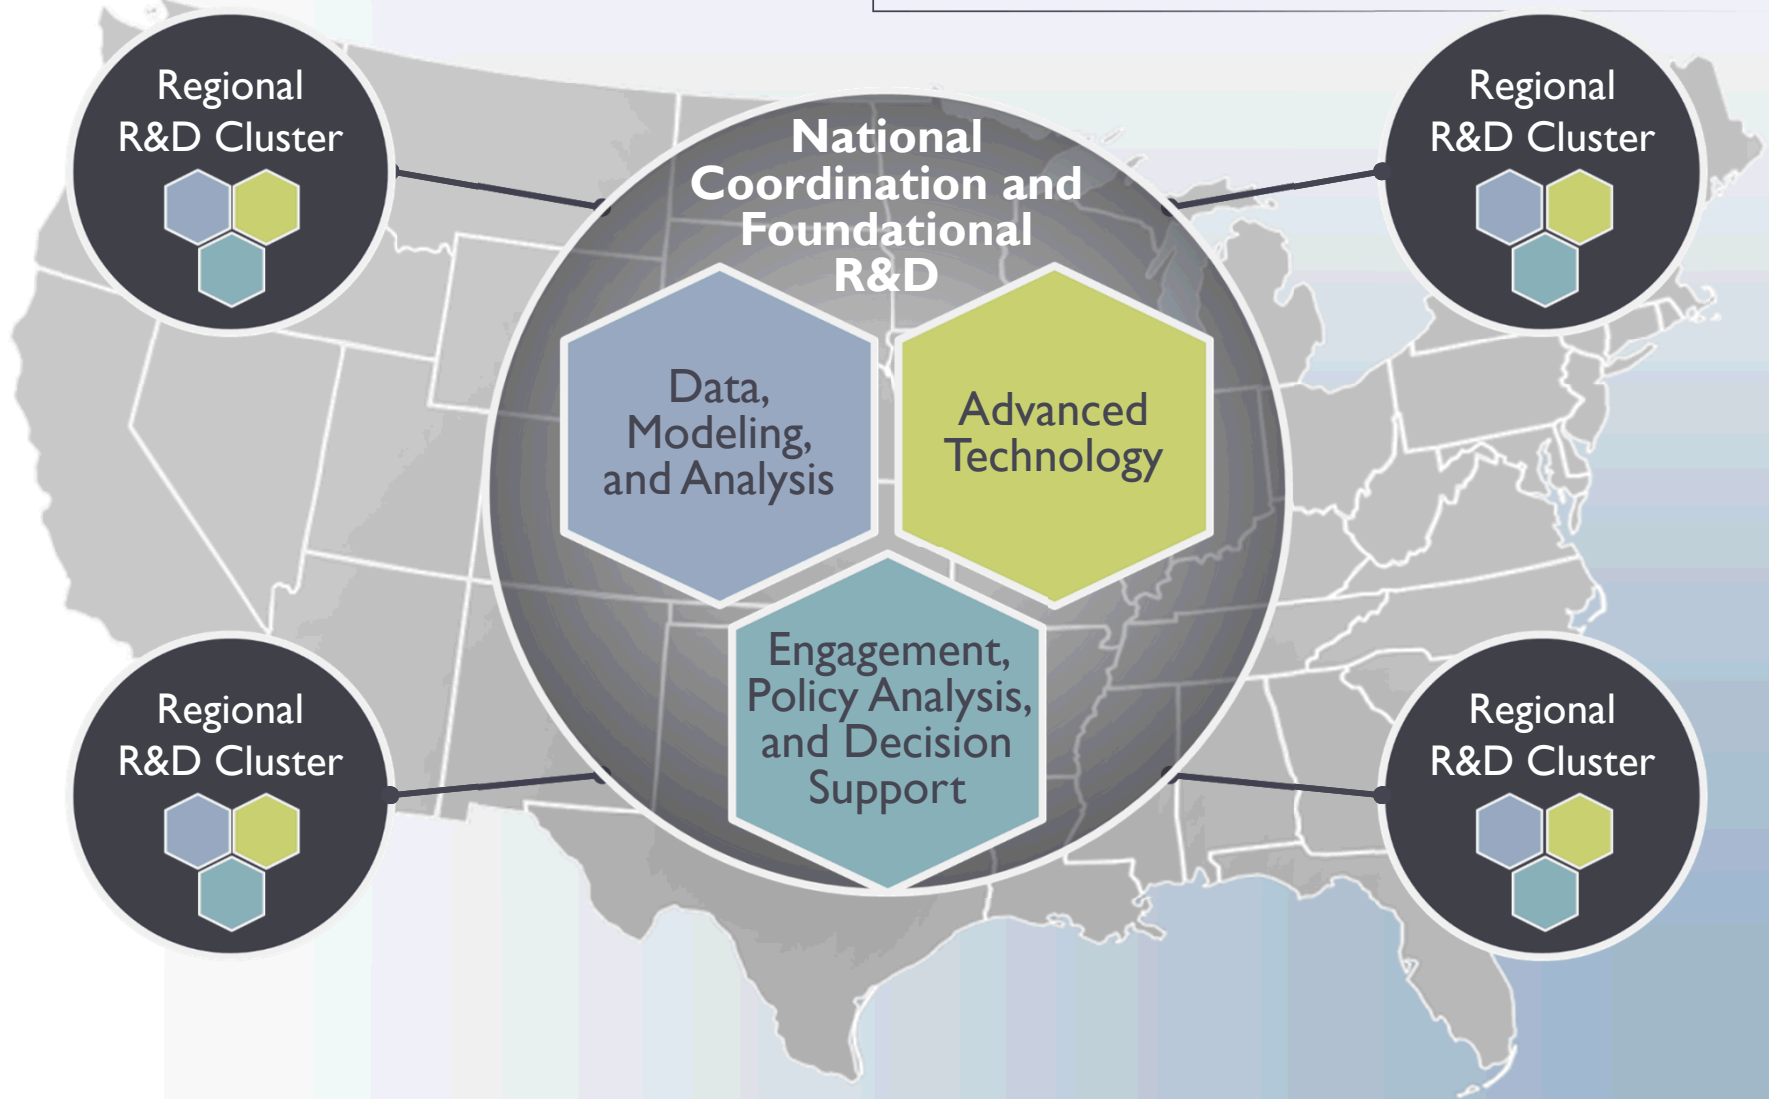 Regional
R&D Cluster
Regional
R&D Cluster
National
Coordination and
Foundational
R&D
Data,
Modeling,
and Analysis
Advanced
Technology
Engagement,
Policy Analysis,
and Decision
Support
Regional
R&D Cluster
Regional
R&D Cluster